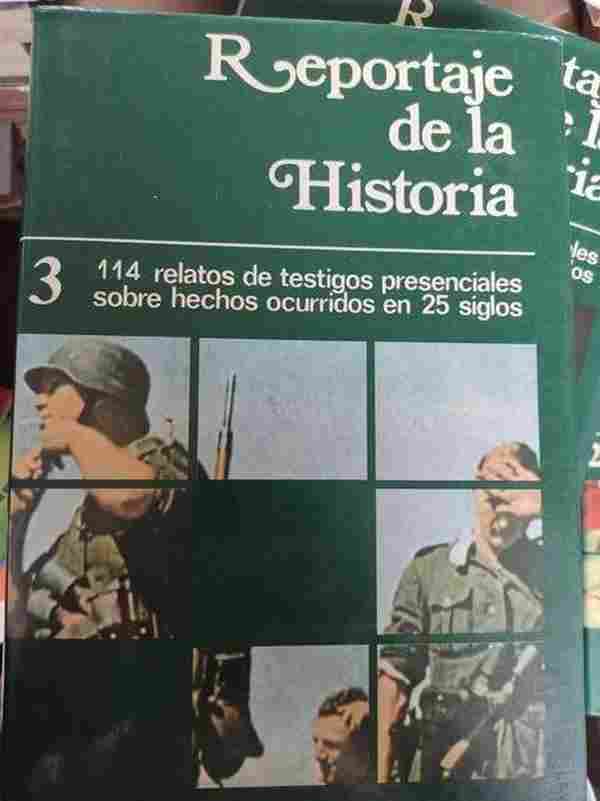 Reportaje
de la
Historia
3
114 relatos de testigos presenciales
sobre hechos ocurridos en 25 siglos
R